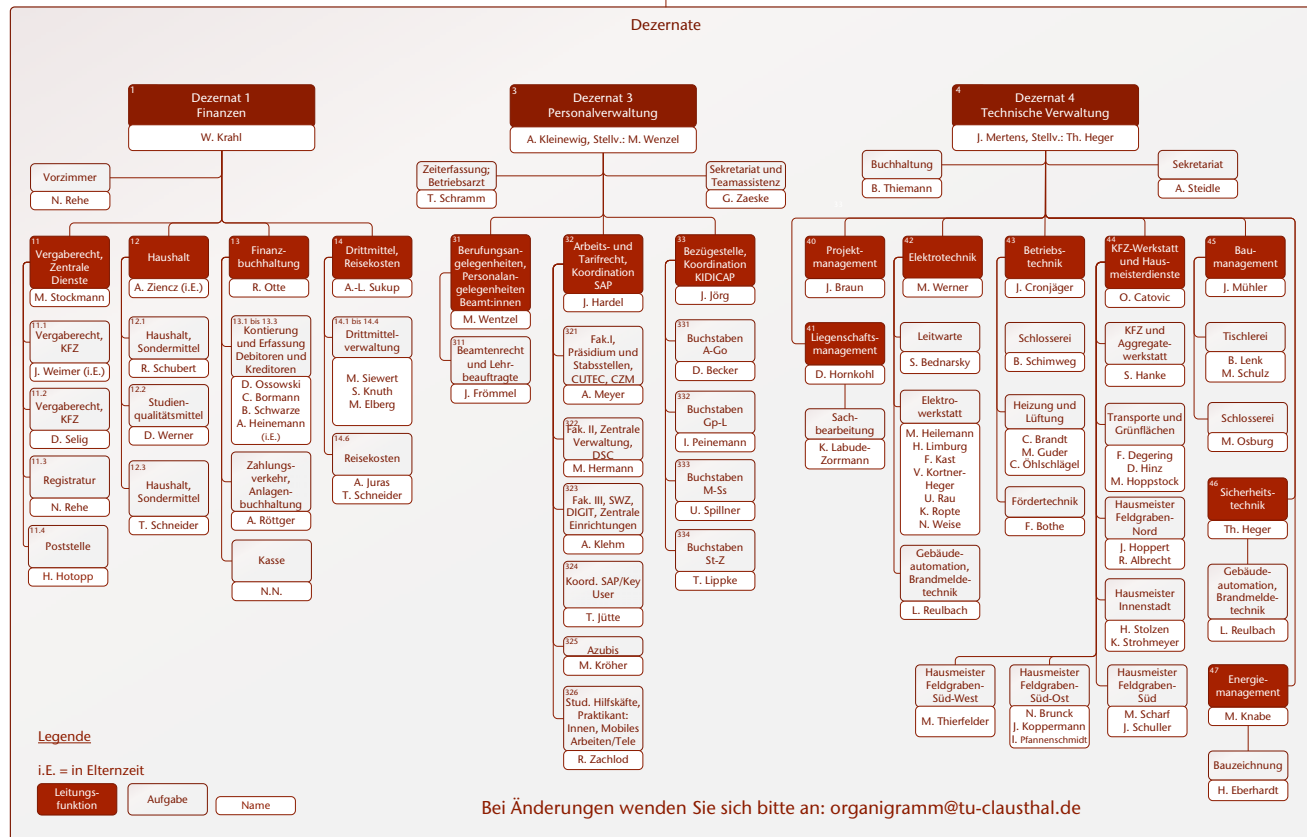 Dezernate
1
Dezernat 1
Finanzen
W. Krahl
Vorzimmer
N. Rehe
11
Vergaberecht,
Zentrale
Dienste
M. Stockmann
11.1
Vergaberecht,
KFZ
J. Weimer (i.E.)
11.2
Vergaberecht,
KFZ
D. Selig
11.3
Registratur
N. Rehe
11.4
Poststelle
H. Hotopp
12
Haushalt
A. Ziencz (i.E.)
12.1
Haushalt,
Sondermittel
R. Schubert
12.2
Studien-
qualitätsmittel
D. Werner
12.3
Haushalt,
Sondermittel
T. Schneider
13
Finanz-
buchhaltung
R. Otte
13.1 bis 13.3
Kontierung
und Erfassung
Debitoren und
Kreditoren
D. Ossowski
C. Bormann
B. Schwarze
A. Heinemann
(i.E.)
Zahlungs-
verkehr,
Anlagen-
buchhaltung
A. Röttger
Kasse
N.N.
14
Drittmittel,
Reisekosten
A.-L. Sukup
14.1 bis 14.4
Drittmittel-
verwaltung
M. Siewert
S. Knuth
M. Elberg
14.6
Reisekosten
A. Juras
T. Schneider
3
Dezernat 3
Personalverwaltung
A. Kleinewig, Stellv.: M. Wenzel
Zeiterfassung;
Betriebsarzt
T. Schramm
Sekretariat und
Teamassistenz
G. Zaeske
31
Berufungsan-
gelegenheiten,
Personalan-
gelegenheiten
Beamt:innen
M. Wentzel
311
Beamtenrecht
und Lehr-
beauftragte
J. Frömmel
32
Arbeits- und
Tarifrecht,
Koordination
SAP
J. Hardel
321
Fak.I,
Präsidium und
Stabsstellen,
CUTEC, CZM
A. Meyer
322
Fak. II, Zentrale
Verwaltung,
DSC
M. Hermann
323
Fak. III, SWZ,
DIGIT, Zentrale
Einrichtungen
A. Klehm
324
Koord. SAP/Key
User
T. Jütte
325
Azubis
M. Kröher
326
Stud. Hilfskäfte,
Praktikant:
Innen, Mobiles
Arbeiten/Tele
R. Zachlod
33
Bezügestelle,
Koordination
KIDICAP
J. Jörg
331
Buchstaben
A-Go
D. Becker
332
Buchstaben
Gp-L
I. Peinemann
333
Buchstaben
M-Ss
U. Spillner
334
Buchstaben
St-Z
T. Lippke
4
Dezernat 4
Technische Verwaltung
J. Mertens, Stellv.: Th. Heger
Buchhaltung
B. Thiemann
Sekretariat
A. Steidle
40
Projekt-
management
J. Braun
41
Liegenschafts-
management
D. Hornkohl
Sach-
bearbeitung
K. Labude-
Zorrmann
42
Elektrotechnik
M. Werner
Leitwarte
S. Bednarsky
Elektro-
werkstatt
M. Heilemann
H. Limburg
F. Kast
V. Kortner-
Heger
U. Rau
K. Ropte
N. Weise
Gebäude-
automation,
Brandmelde-
technik
L. Reulbach
43
Betriebs-
technik
J. Cronjäger
Schlosserei
B. Schimweg
Heizung und
Lüftung
C. Brandt
M. Guder
C. Öhlschlägel
Fördertechnik
F. Bothe
44
KFZ-Werkstatt
und Haus-
meisterdienste
O. Catovic
KFZ und
Aggregate-
werkstatt
S. Hanke
Transporte und
Grünflächen
F. Degering
D. Hinz
M. Hoppstock
Hausmeister
Feldgraben-
Nord
J. Hoppert
R. Albrecht
Hausmeister
Innenstadt
H. Stolzen
K. Strohmeyer
Hausmeister
Feldgraben-
Süd-West
M. Thierfelder
Hausmeister
Feldgraben-
Süd-Ost
N. Brunck
J. Koppermann
I. Pfannenschmidt
Hausmeister
Feldgraben-
Süd
M. Scharf
J. Schuller
45
Bau-
management
J. Mühler
Tischlerei
B. Lenk
M. Schulz
Schlosserei
M. Osburg
46
Sicherheits-
technik
Th. Heger
Gebäude-
automation,
Brandmelde-
technik
L. Reulbach
47
Energie-
management
M. Knabe
Bauzeichnung
H. Eberhardt
Legende
i.E. = in Elternzeit
Leitungs-
funktion
Aufgabe
Name
Bei Änderungen wenden Sie sich bitte an: organigramm@tu-clausthal.de